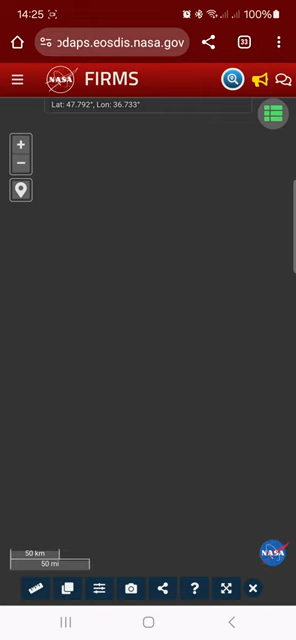 14:25
100%
odaps.eosdis.nasa.gov
33
NASA FIRMS
Lat: 47.792°, Lon: 36.733°
+
−
50 km
50 mi
NASA
?